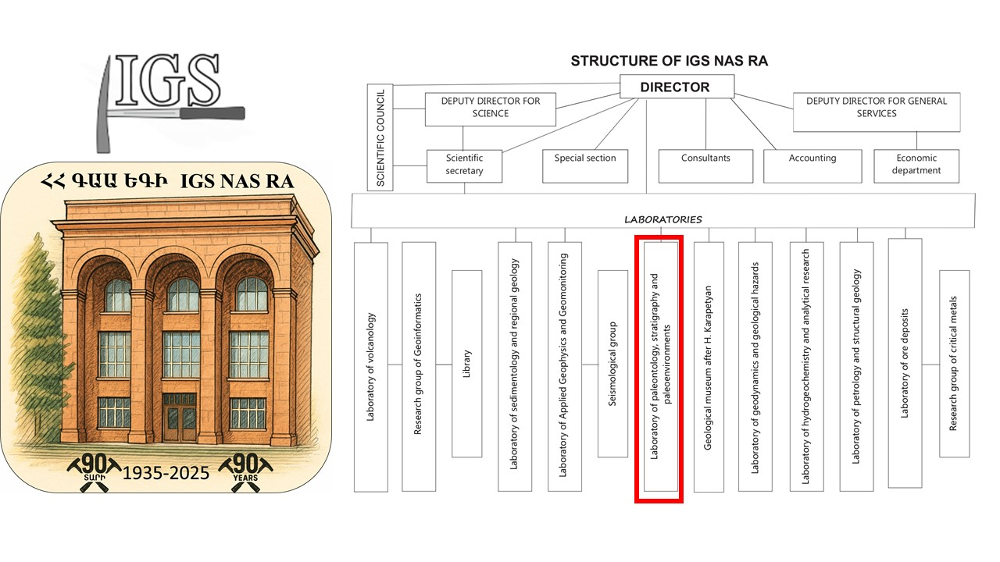 IGS
ՀՀ ԳԱԱ ԵԳԻ IGS NAS RA
90
ՏԱՐԻ
1935-2025
90
YEARS
STRUCTURE OF IGS NAS RA
DIRECTOR
SCIENTIFIC COUNCIL
DEPUTY DIRECTOR FOR
SCIENCE
DEPUTY DIRECTOR FOR GENERAL
SERVICES
Scientific
secretary
Special section
Consultants
Accounting
Economic
department
LABORATORIES
Laboratory of volcanology
Research group of Geoinformatics
Library
Laboratory of sedimentology and regional geology
Laboratory of Applied Geophysics and Geomonitoring
Seismological group
Laboratory of paleontology, stratigraphy and
paleoenvironments
Geological museum after H. Karapetyan
Laboratory of geodynamics and geological hazards
Laboratory of hydrogeochemistry and analytical research
Laboratory of petrology and structural geology
Laboratory of ore deposits
Research group of critical metals